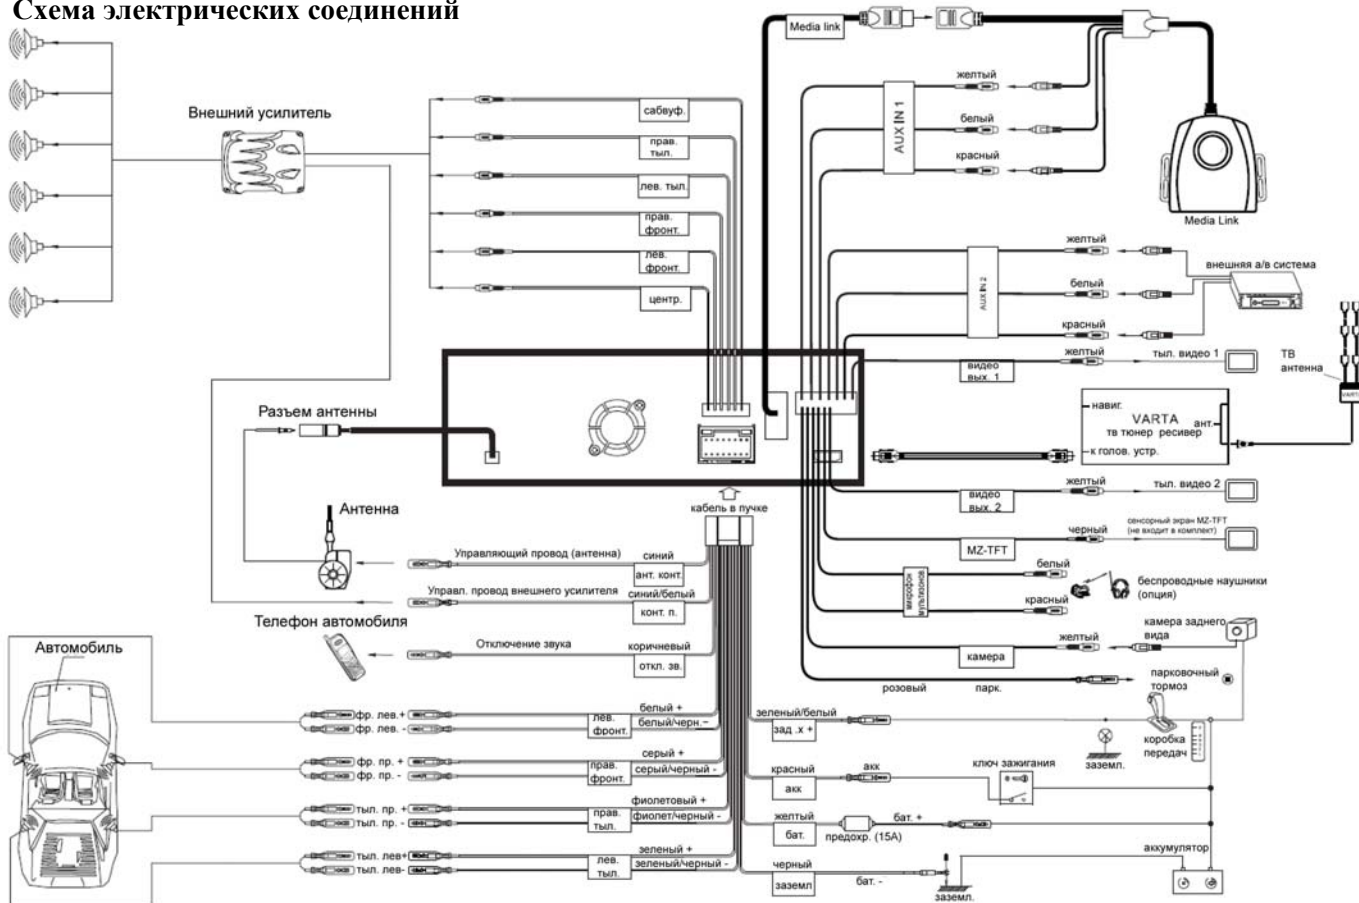 Схема электрических соединений
Внешний усилитель
сабвуф.
прав.
тыл.
лев. тыл.
прав.
фронт.
лев.
фронт.
центр.
Media link
AUX IN 1
желтый
белый
красный
Media Link
AUX IN 2
желтый
белый
красный
внешняя а/в система
видео
вых. 1
желтый
тыл. видео 1
ТВ
антенна
VARTA
навиг.
VARTA
тв тюнер ресивер
ант.
к голов. устр.
Разъем антенны
видео
вых. 2
желтый
тыл. видео 2
кабель в пучке
Антенна
MZ-TFT
черный
сенсорный экран MZ-TFT
(не входит в комплект)
Управляющий провод (антенна)
синий
ант. конт.
микрофон
мультизонов
белый
красный
беспроводные наушники
(опция)
Управл. провод внешнего усилителя
синий/белый
конт. п.
Телефон автомобиля
Отключение звука
коричневый
откл. зв.
камера
желтый
камера заднего
вида
розовый
парк.
парковочный
тормоз
Автомобиль
фр. лев.+
фр. лев. -
лев.
фронт.
белый +
белый/черн.−
зеленый/белый
зад .х +
заземл.
коробка
передач
фр. пр. +
фр. пр. -
прав.
фронт.
серый +
серый/черный -
красный
акк
акк
ключ зажигания
тыл. пр. +
тыл. пр. -
прав.
тыл.
фиолетовый +
фиолет/черный -
желтый
бат.
предохр. (15А)
бат. +
тыл. лев+
тыл. лев-
лев.
тыл.
зеленый +
зеленый/черный -
черный
заземл
бат. -
заземл.
аккумулятор